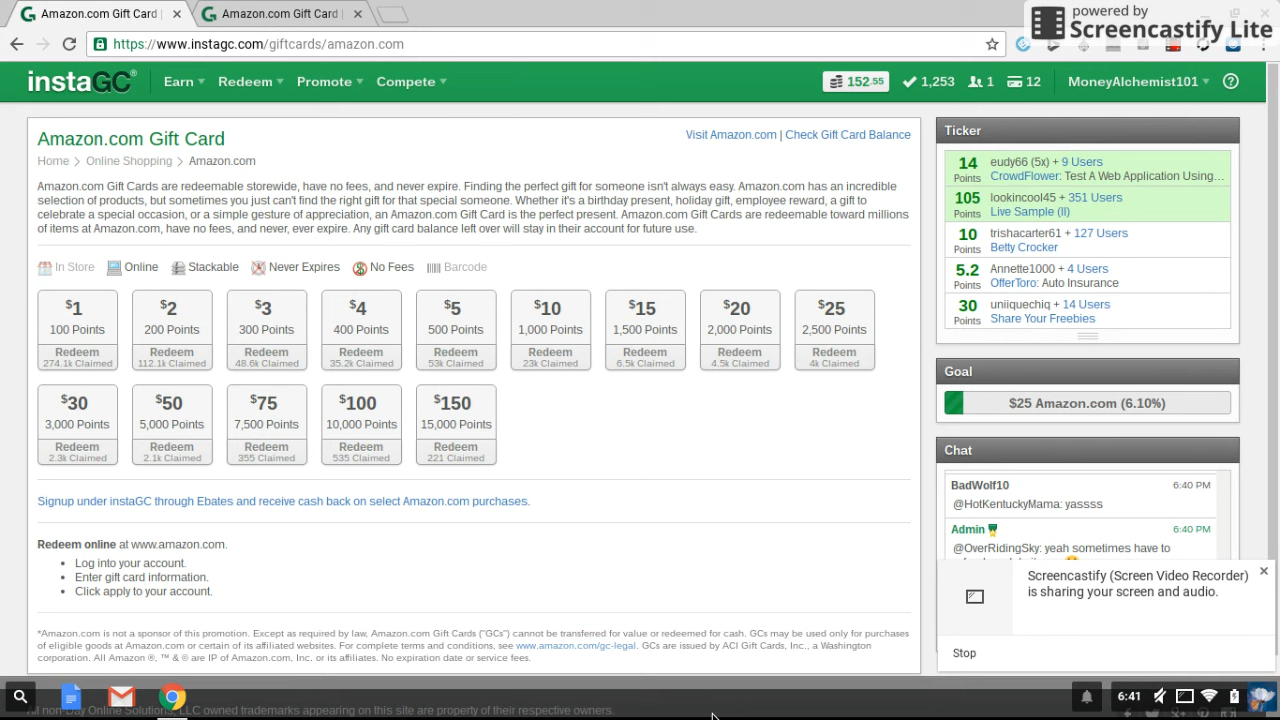 Amazon.com Gift Card
Amazon.com Gift Card
powered by
Screencastify Lite
https://www.instagc.com/giftcards/amazon.com
instaGC®
Earn
Redeem
Promote
Compete
152.55
1,253
1
12
MoneyAlchemist101
Amazon.com Gift Card
Visit Amazon.com | Check Gift Card Balance
Home
Online Shopping
Amazon.com
Amazon.com Gift Cards are redeemable storewide, have no fees, and never expire. Finding the perfect gift for someone isn't always easy. Amazon.com has an incredible
selection of products, but sometimes you just can't find the right gift for that special someone. Whether it's a birthday present, holiday gift, employee reward, a gift to
celebrate a special occasion, or a simple gesture of appreciation, an Amazon.com Gift Card is the perfect present. Amazon.com Gift Cards are redeemable toward millions
of items at Amazon.com, have no fees, and never, ever expire. Any gift card balance left over will stay in their account for future use.
In Store
Online
Stackable
Never Expires
No Fees
Barcode
$1
100 Points
Redeem
274.1k Claimed
$2
200 Points
Redeem
112.1k Claimed
$3
300 Points
Redeem
48.6k Claimed
$4
400 Points
Redeem
35.2k Claimed
$5
500 Points
Redeem
53k Claimed
$10
1,000 Points
Redeem
23k Claimed
$15
1,500 Points
Redeem
6.5k Claimed
$20
2,000 Points
Redeem
4.5k Claimed
$25
2,500 Points
Redeem
4k Claimed
$30
3,000 Points
Redeem
2.3k Claimed
$50
5,000 Points
Redeem
2.1k Claimed
$75
7,500 Points
Redeem
355 Claimed
$100
10,000 Points
Redeem
535 Claimed
$150
15,000 Points
Redeem
221 Claimed
Signup under instaGC through Ebates and receive cash back on select Amazon.com purchases.
Redeem online at www.amazon.com.
Log into your account.
Enter gift card information.
Click apply to your account.
*Amazon.com is not a sponsor of this promotion. Except as required by law, Amazon.com Gift Cards ("GCs") cannot be transferred for value or redeemed for cash. GCs may be used only for purchases
of eligible goods at Amazon.com or certain of its affiliated websites. For complete terms and conditions, see www.amazon.com/gc-legal. GCs are issued by ACI Gift Cards, Inc., a Washington
corporation. All Amazon ®, ™ & © are IP of Amazon.com, Inc. or its affiliates. No expiration date or service fees.
Ticker
14
Points
eudy66 (5x) + 9 Users
CrowdFlower: Test A Web Application Using...
105
Points
lookincool45 + 351 Users
Live Sample (II)
10
Points
trishacarter61 + 127 Users
Betty Crocker
5.2
Points
Annette1000 + 4 Users
OfferToro: Auto Insurance
30
Points
uniiquechiq + 14 Users
Share Your Freebies
Goal
$25 Amazon.com (6.10%)
Chat
BadWolf10
6:40 PM
@HotKentuckyMama: yassss
Admin
6:40 PM
@OverRidingSky: yeah sometimes have to
Screencastify (Screen Video Recorder)
is sharing your screen and audio.
Stop
6:41
All non-Day Online Solutions, LLC owned trademarks appearing on this site are property of their respective owners.